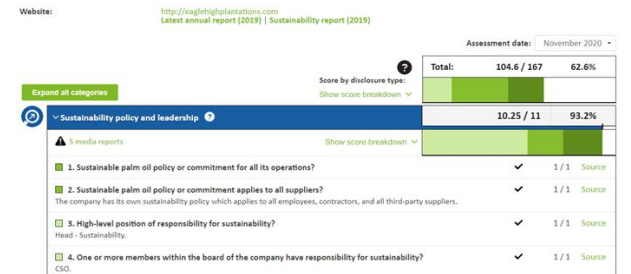 Website: http://eaglehighplantations.com
Latest annual report (2019) | Sustainability report (2019)
Assessment date: November 2020
Total: 104.6 / 167 62.6%
Score by disclosure type:
Expand all categories Show score breakdown
Sustainability policy and leadership ? 10.25 / 11 93.2%
5 media reports Show score breakdown
1. Sustainable palm oil policy or commitment for all its operations? 1 / 1 Source
2. Sustainable palm oil policy or commitment applies to all suppliers? 1 / 1 Source
The company has its own sustainability policy which applies to all employees, contractors, and all third-party suppliers.
3. High-level position of responsibility for sustainability? 1 / 1 Source
Head - Sustainability.
4. One or more members within the board of the company have responsibility for sustainability? 1 / 1 Source
CSO.